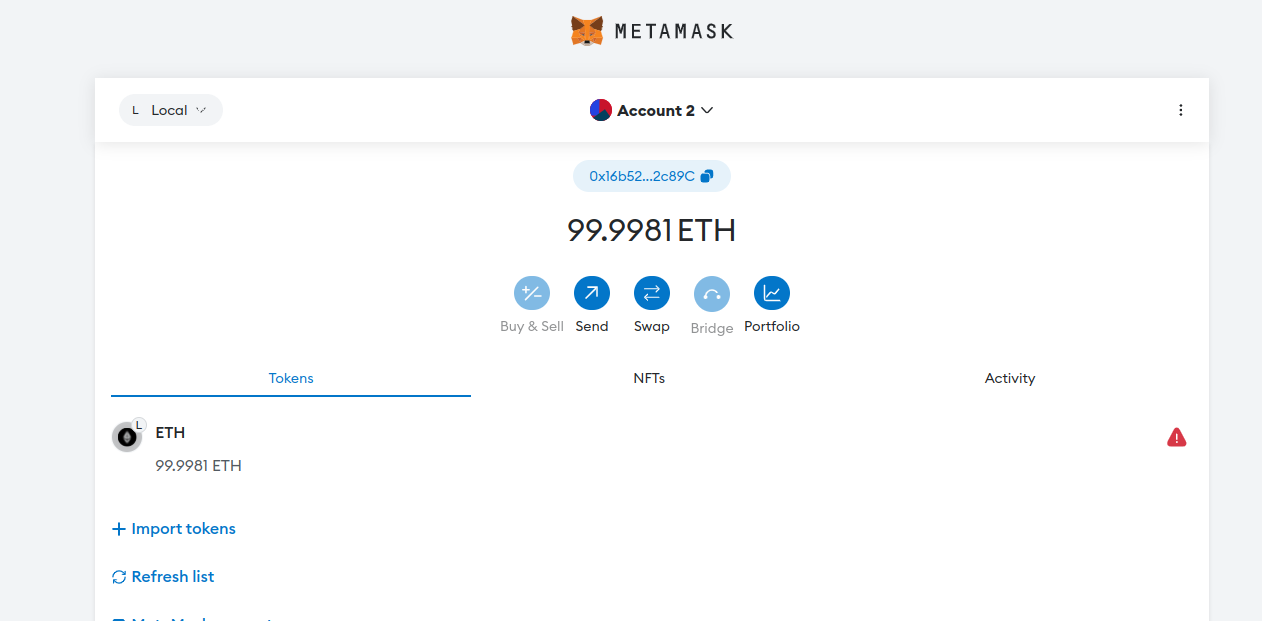 METAMASK
L Local
Account 2
0x16b52...2c89C
99.9981 ETH
Buy & Sell Send Swap Bridge Portfolio
Tokens NFTs Activity
L
ETH
99.9981 ETH
Import tokens
Refresh list